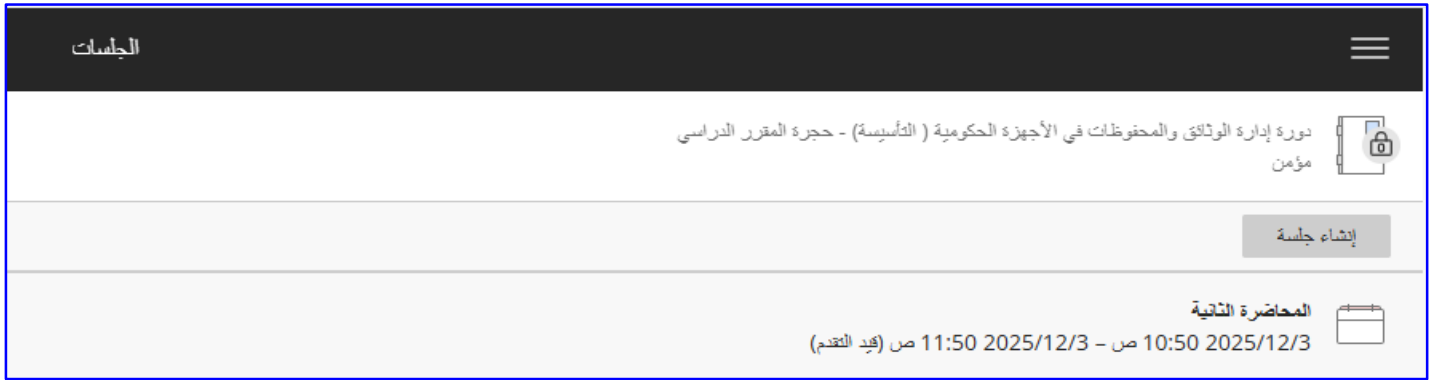 الجلسات
دورة إدارة الوثائق والمحفوظات في الأجهزة الحكومية ( التأسيسة) - حجرة المقرر الدراسي
مؤمن
إنشاء جلسة
المحاضرة الثانية
2025/12/3 10:50 ص – 2025/12/3 11:50 ص (قيد التقدم)